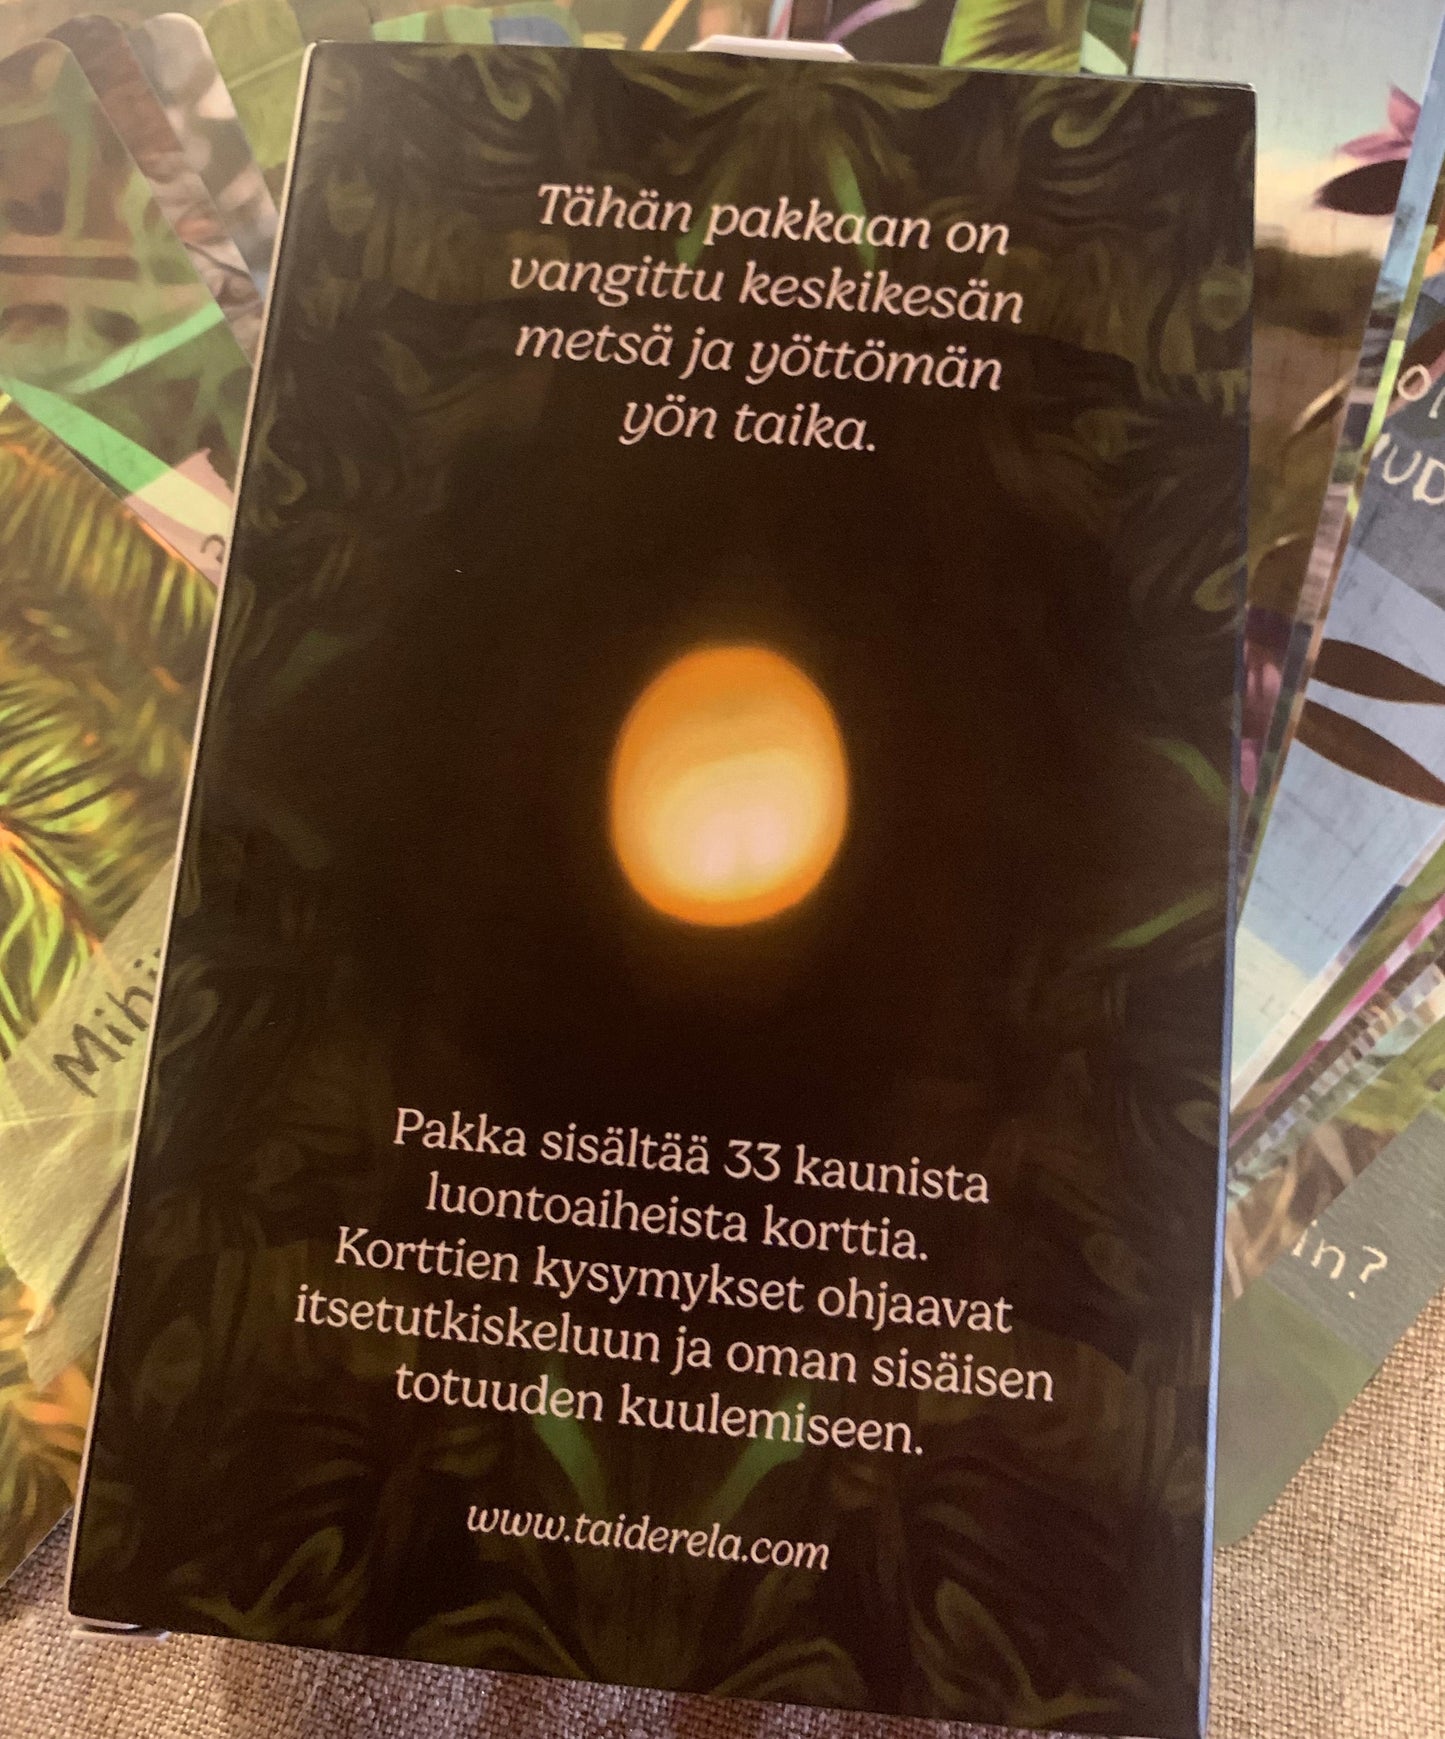 Tähän pakkaan on
vangittu keskikesän
metsä ja yöttömän
yön taika.
Pakka sisältää 33 kaunista
luontoaiheista korttia.
Korttien kysymykset ohjaavat
itsetutkiskeluun ja oman sisäisen
totuuden kuulemiseen.
www.taiderela.com